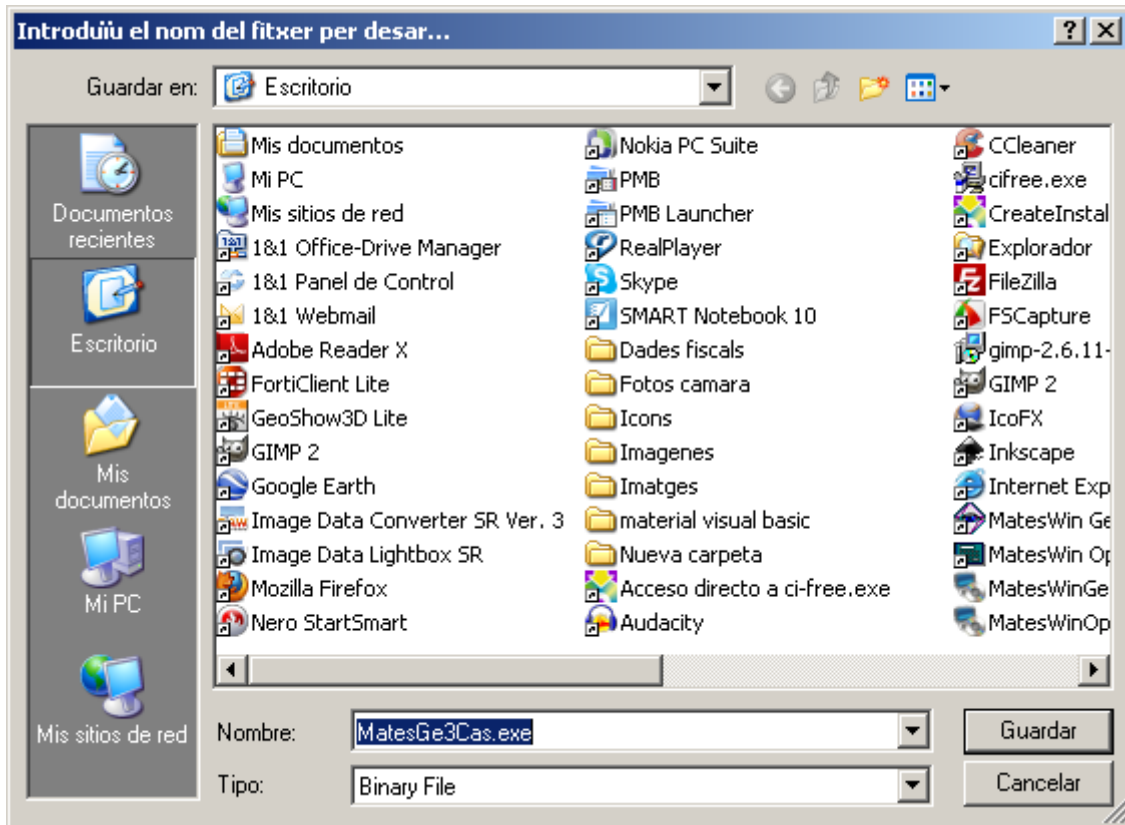 Introduïu el nom del fitxer per desar...
Guardar en:
Escritorio
Documentos
recientes
Escritorio
Mis
documentos
Mi PC
Mis sitios de red
Mis documentos
Mi PC
Mis sitios de red
1&1 Office-Drive Manager
1&1 Panel de Control
1&1 Webmail
Adobe Reader X
FortiClient Lite
GeoShow3D Lite
GIMP 2
Google Earth
Image Data Converter SR Ver. 3
Image Data Lightbox SR
Mozilla Firefox
Nero StartSmart
Nokia PC Suite
PMB
PMB Launcher
RealPlayer
Skype
SMART Notebook 10
Dades fiscals
Fotos camara
Icons
Imagenes
Imatges
material visual basic
Nueva carpeta
Acceso directo a ci-free.exe
Audacity
CCleaner
cifree.exe
CreateInstal
Explorador
FileZilla
FSCapture
gimp-2.6.11-
GIMP 2
IcoFX
Inkscape
Internet Exp
MatesWin Ge
MatesWin Op
MatesWinGe
MatesWinOp
Nombre:
MatesGe3Cas.exe
Guardar
Tipo:
Binary File
Cancelar